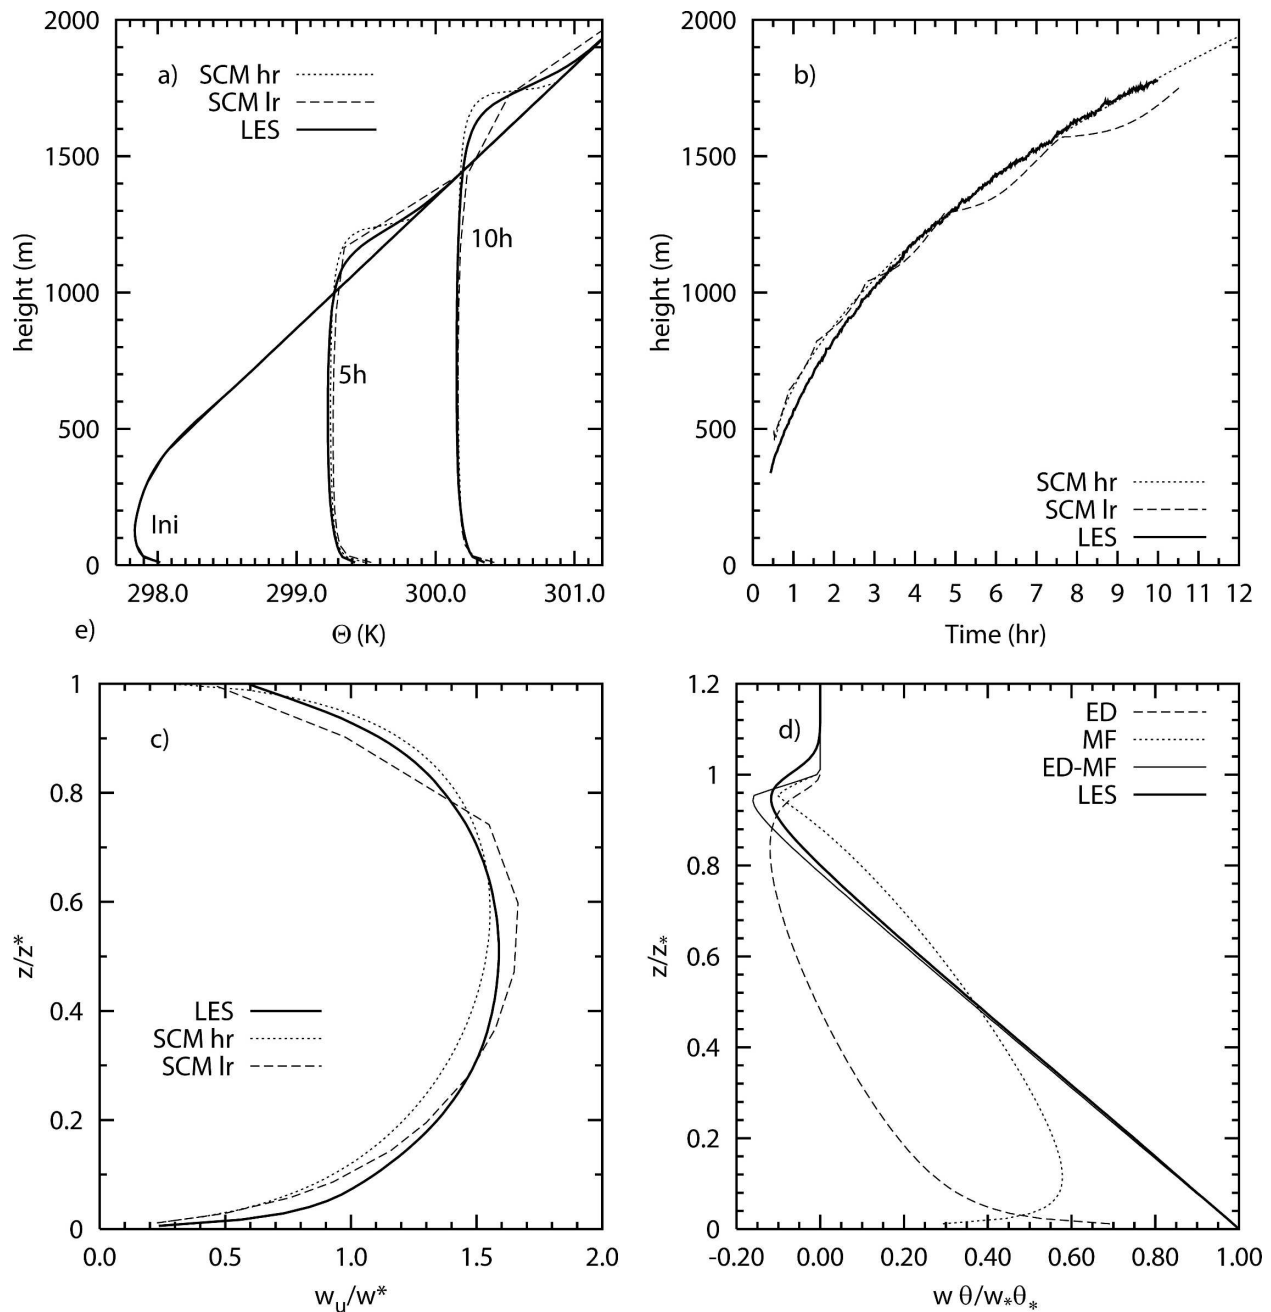 2000
1500
1000
500
0
height (m)
a)
SCM hr
SCM lr
LES
10h
5h
Ini
298.0 299.0 300.0 301.0
Θ (K)
2000
1500
1000
500
0
height (m)
b)
SCM hr
SCM lr
LES
0 1 2 3 4 5 6 7 8 9 10 11 12
Time (hr)
e)
1
0.8
0.6
0.4
0.2
0
z/z*
c)
LES
SCM hr
SCM lr
0.0 0.5 1.0 1.5 2.0
w_u/w*
1.2
1
0.8
0.6
0.4
0.2
0
z/z_*
d)
ED
MF
ED-MF
LES
-0.20 0.00 0.20 0.40 0.60 0.80 1.00
w θ/w_*θ_*